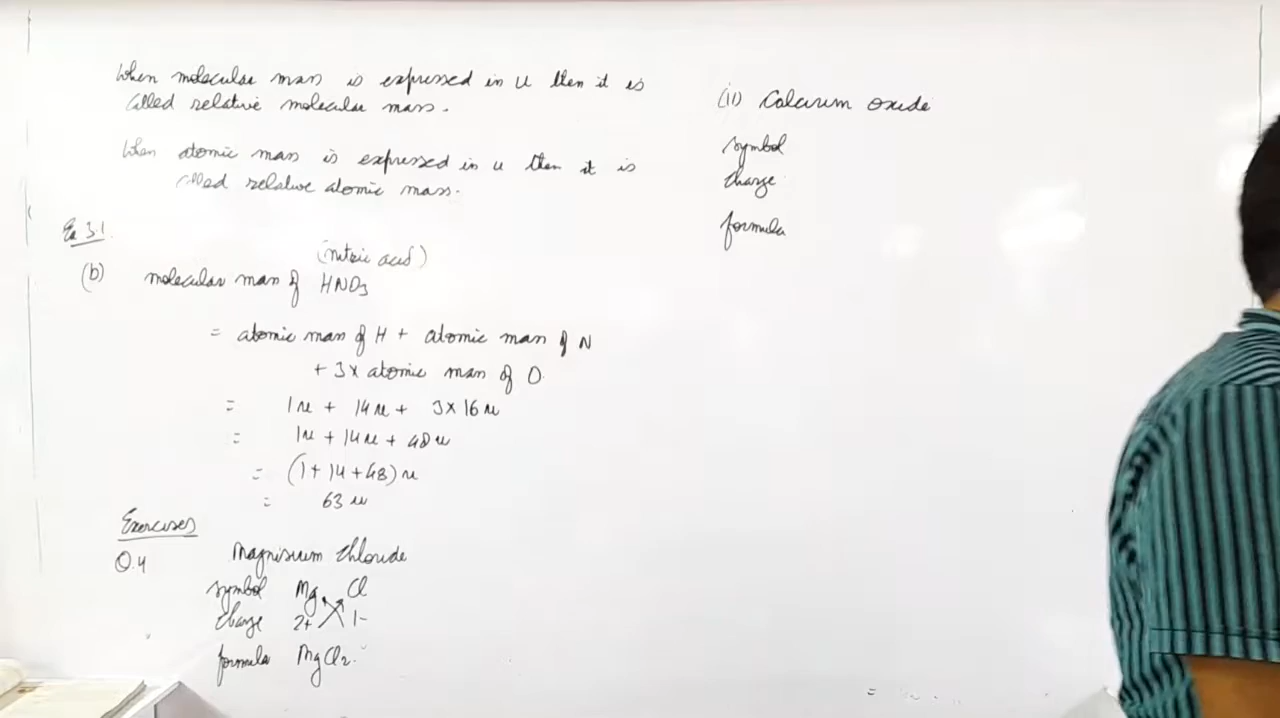 When molecular mass is expressed in u then it is
called relative molecular mass.
When atomic mass is expressed in u then it is
called relative atomic mass.
Ex 3.1.
(nitric acid)
(b) molecular mass of HNO3
= atomic mass of H + atomic mass of N
+ 3x atomic mass of O.
= 1u + 14u + 3 x 16u
= 1u + 14u + 48u
= (1 + 14 + 48) u
= 63 u
Exercises
Q.4 Magnisium Chloride
symbol Mg Cl
Charge 2+ 1-
formula MgCl2.
(ii) Calcium oxide
symbol
Charge
formula